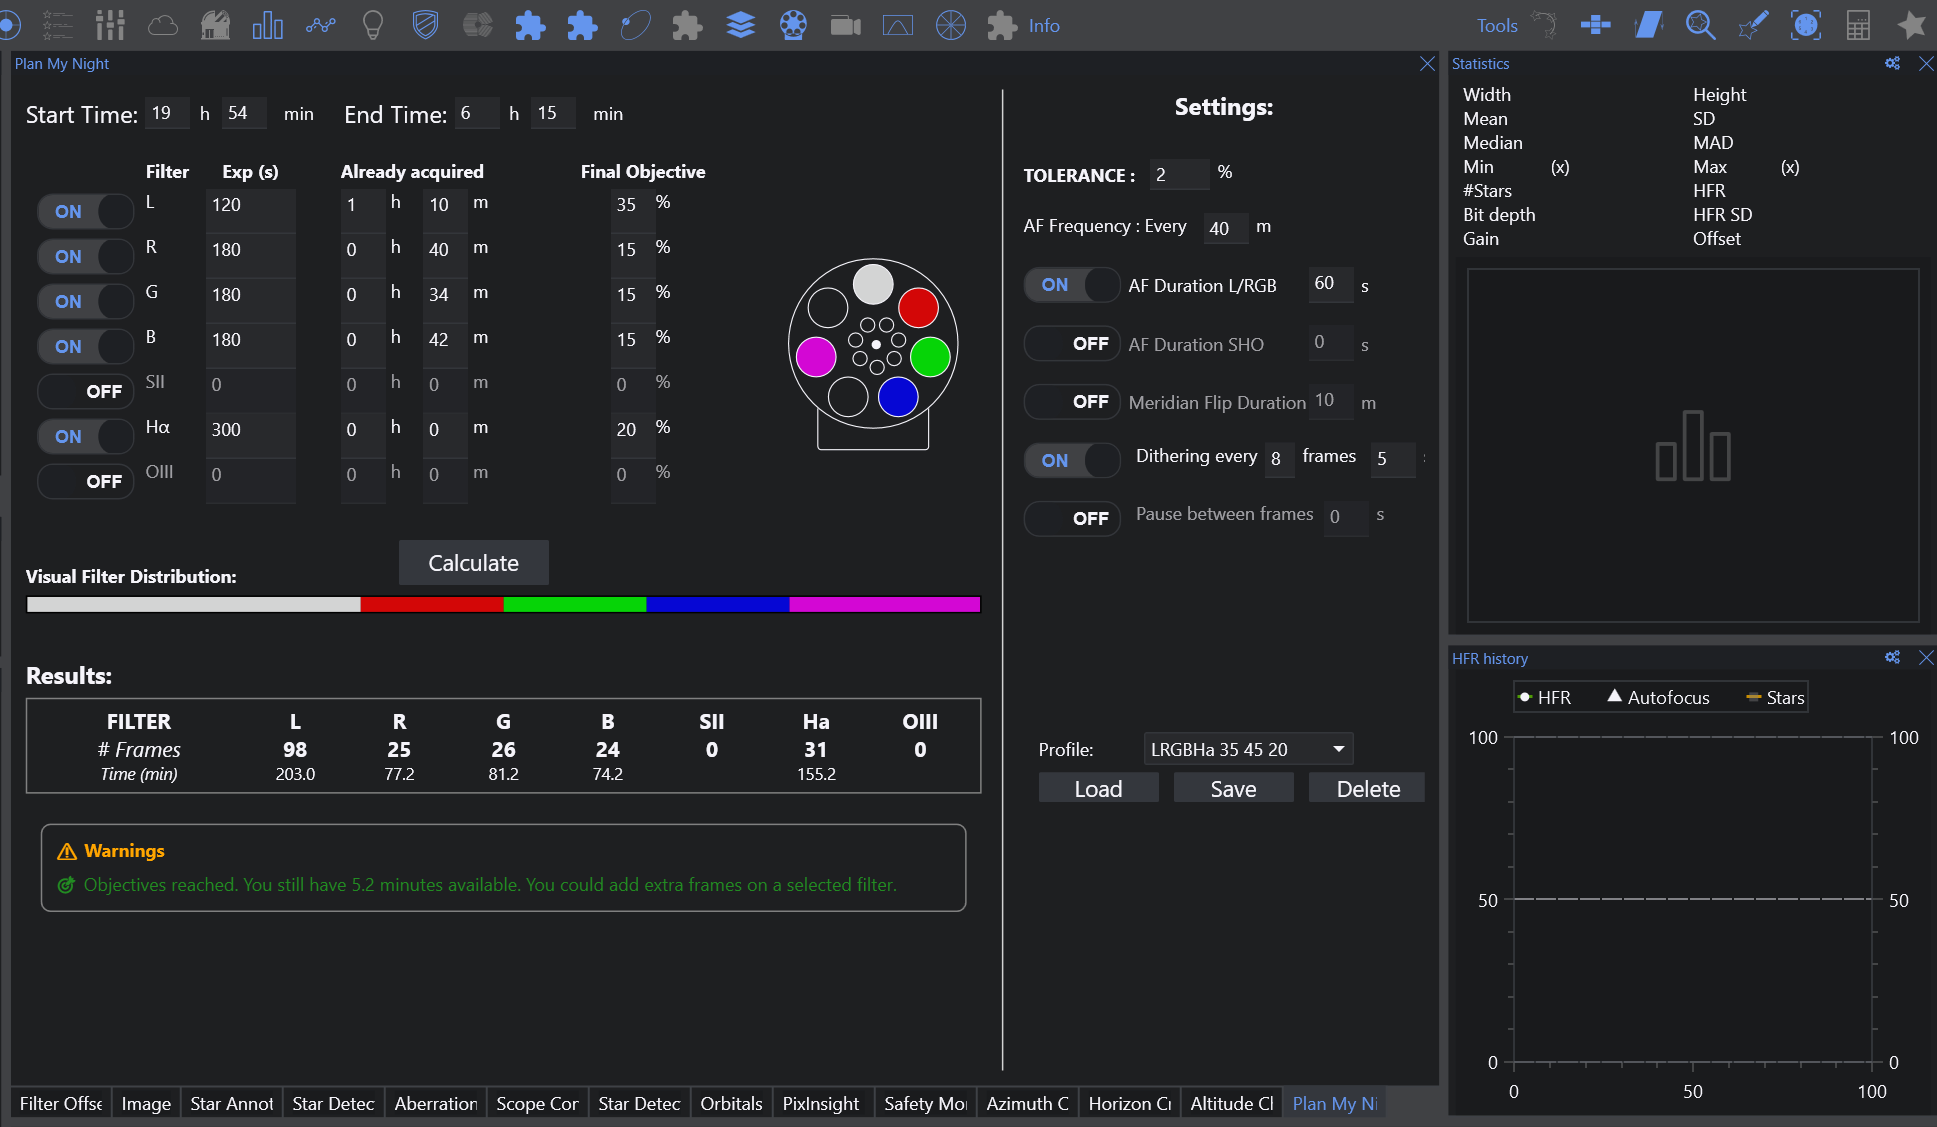 Info
Tools
Plan My Night
Start Time: 19 h 54 min End Time: 6 h 15 min
Filter Exp (s) Already acquired Final Objective
ON L 120 1 h 10 m 35 %
ON R 180 0 h 40 m 15 %
ON G 180 0 h 34 m 15 %
ON B 180 0 h 42 m 15 %
OFF SII 0 0 h 0 m 0 %
ON Hα 300 0 h 0 m 20 %
OFF OIII 0 0 h 0 m 0 %
Calculate
Visual Filter Distribution:
Results:
FILTER L R G B SII Ha OIII
# Frames 98 25 26 24 0 31 0
Time (min) 203.0 77.2 81.2 74.2 155.2
Warnings
Objectives reached. You still have 5.2 minutes available. You could add extra frames on a selected filter.
Settings:
TOLERANCE : 2 %
AF Frequency : Every 40 m
ON AF Duration L/RGB 60 s
OFF AF Duration SHO 0 s
OFF Meridian Flip Duration 10 m
ON Dithering every 8 frames 5
OFF Pause between frames 0 s
Profile: LRGBHa 35 45 20
Load Save Delete
Statistics
Width Height
Mean SD
Median MAD
Min (x) Max (x)
#Stars HFR
Bit depth HFR SD
Gain Offset
HFR history
HFR Autofocus Stars
100 100
50 50
0 0
0 50 100
Filter Offse Image Star Annot Star Detec Aberration Scope Cor Star Detec Orbitals PixInsight Safety Mo Azimuth C Horizon C Altitude Cl Plan My Ni